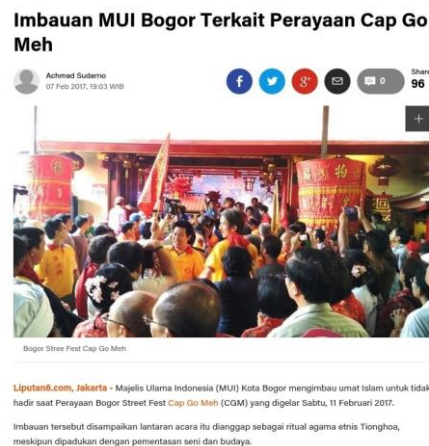 Imbauan MUI Bogor Terkait Perayaan Cap Go
Meh
Achmad Sudarno
07 Feb 2017, 19:03 WIB
0
Share
96
Bogor Stree Fest Cap Go Meh
Liputan6.com, Jakarta - Majelis Ulama Indonesia (MUI) Kota Bogor mengimbau umat Islam untuk tidak
hadir saat Perayaan Bogor Street Fest Cap Go Meh (CGM) yang digelar Sabtu, 11 Februari 2017.
Imbauan tersebut disampaikan lantaran acara itu dianggap sebagai ritual agama etnis Tionghoa,
meskipun dipadukan dengan pementasan seni dan budaya.